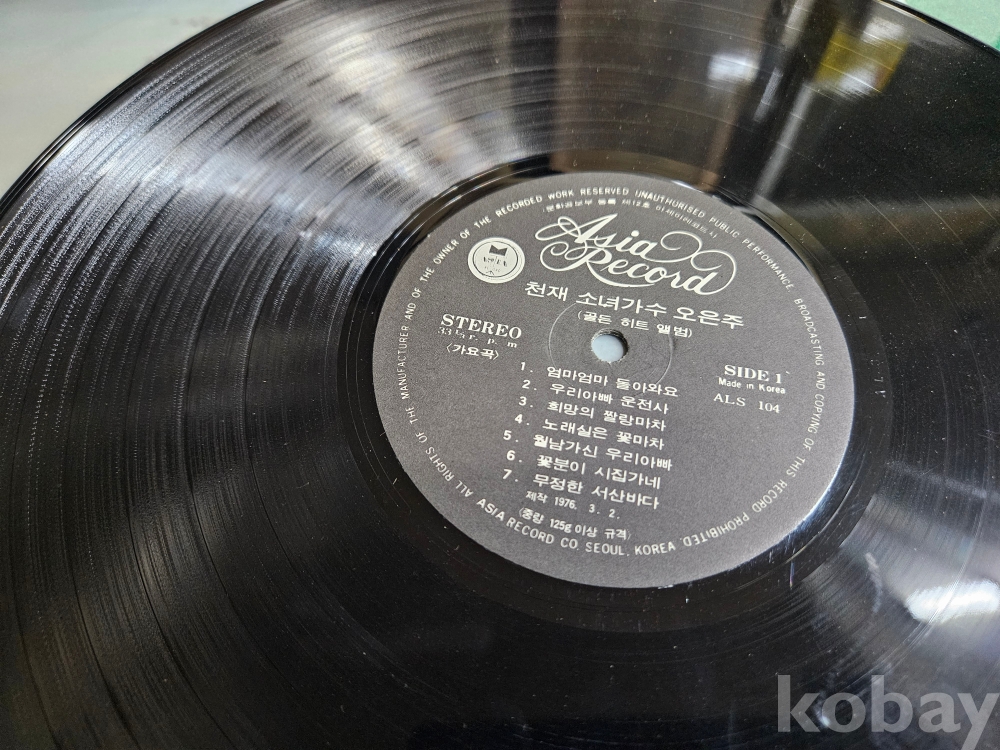 ALL RIGHTS OF THE MANUFACTURER AND OF THE OWNER OF THE RECORDED WORK RESERVED UNAUTHORISED PUBLIC PERFORMANCE BROADCASTING AND COPYING OF THIS RECORD PROHIBITED.
Asia
Record
천재 소녀가수 오은주
(골든 히트 앨범)
STEREO
33 ⅓ r. p. m
〈가요곡〉
SIDE 1
Made in Korea
ALS 104
1. 엄마엄마 돌아와요
2. 우리아빠 운전사
3. 희망의 짤랑마차
4. 노래실은 꽃마차
5. 월남가신 우리아빠
6. 꽃분이 시집가네
7. 무정한 서산바다
제작 1976. 3. 2.
(중량 125g 이상 규격)
ASIA RECORD CO. SEOUL, KOREA
kobay